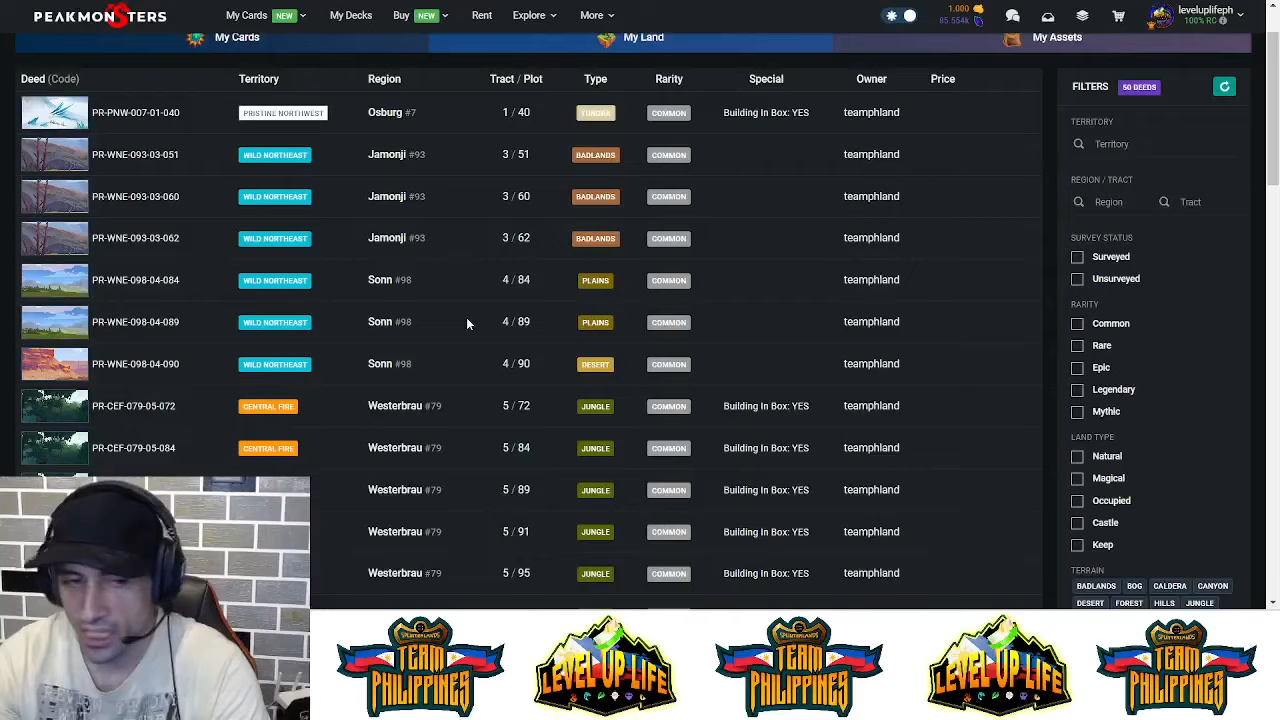 PEAKMONSTERS My Cards NEW My Decks Buy NEW Rent Explore More 1.000 85.554k leveluplifeph 100% RC
My Cards My Land My Assets
Deed (Code) Territory Region Tract / Plot Type Rarity Special Owner Price
PR-PNW-007-01-040 PRISTINE NORTHWEST Osburg #7 1 / 40 TUNDRA COMMON Building In Box: YES teamphland
PR-WNE-093-03-051 WILD NORTHEAST Jamonji #93 3 / 51 BADLANDS COMMON teamphland
PR-WNE-093-03-060 WILD NORTHEAST Jamonji #93 3 / 60 BADLANDS COMMON teamphland
PR-WNE-093-03-062 WILD NORTHEAST Jamonji #93 3 / 62 BADLANDS COMMON teamphland
PR-WNE-098-04-084 WILD NORTHEAST Sonn #98 4 / 84 PLAINS COMMON teamphland
PR-WNE-098-04-089 WILD NORTHEAST Sonn #98 4 / 89 PLAINS COMMON teamphland
PR-WNE-098-04-090 WILD NORTHEAST Sonn #98 4 / 90 DESERT COMMON teamphland
PR-CEF-079-05-072 CENTRAL FIRE Westerbrau #79 5 / 72 JUNGLE COMMON Building In Box: YES teamphland
PR-CEF-079-05-084 CENTRAL FIRE Westerbrau #79 5 / 84 JUNGLE COMMON Building In Box: YES teamphland
Westerbrau #79 5 / 89 JUNGLE COMMON Building In Box: YES teamphland
Westerbrau #79 5 / 91 JUNGLE COMMON Building In Box: YES teamphland
Westerbrau #79 5 / 95 JUNGLE COMMON Building In Box: YES teamphland
FILTERS 50 DEEDS
TERRITORY
Territory
REGION / TRACT
Region Tract
SURVEY STATUS
Surveyed
Unsurveyed
RARITY
Common
Rare
Epic
Legendary
Mythic
LAND TYPE
Natural
Magical
Occupied
Castle
Keep
TERRAIN
BADLANDS BOG CALDERA CANYON
DESERT FOREST HILLS JUNGLE
SPLINTERLANDS
TEAM
PHILIPPINES
LEVEL UP LIFE
SPLINTERLANDS
TEAM
PHILIPPINES
LEVEL UP LIFE
SPLINTERLANDS
TEAM
PHILIPPINES